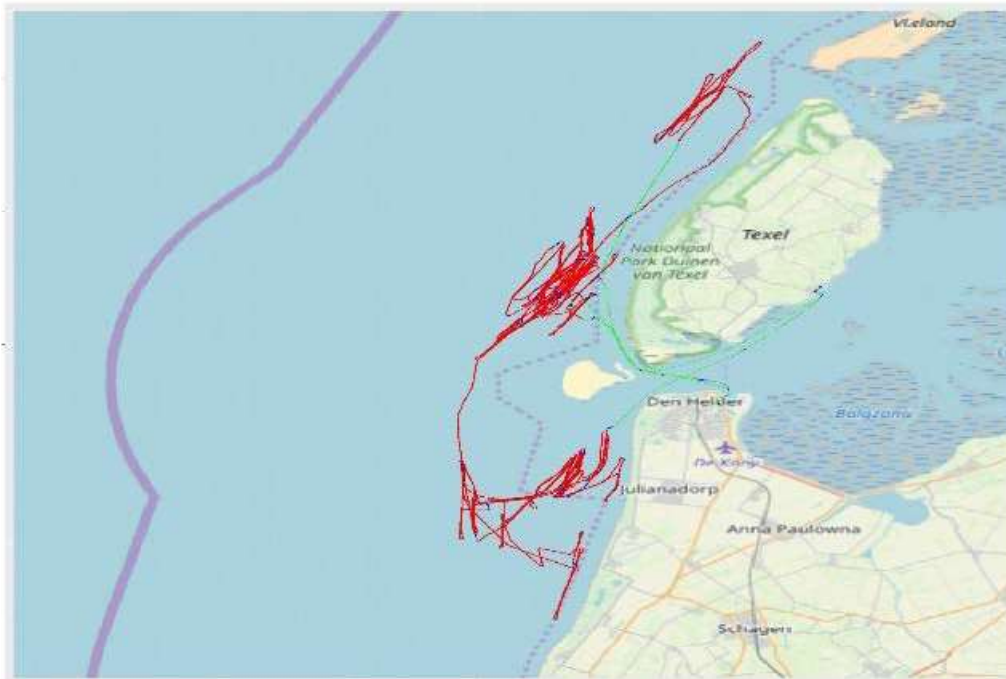 Vlieland
Texel
Nationaal
Park Duinen
van Texel
Den Helder
Balgzand
De Kooy
Julianadorp
Anna Paulowna
Schagen